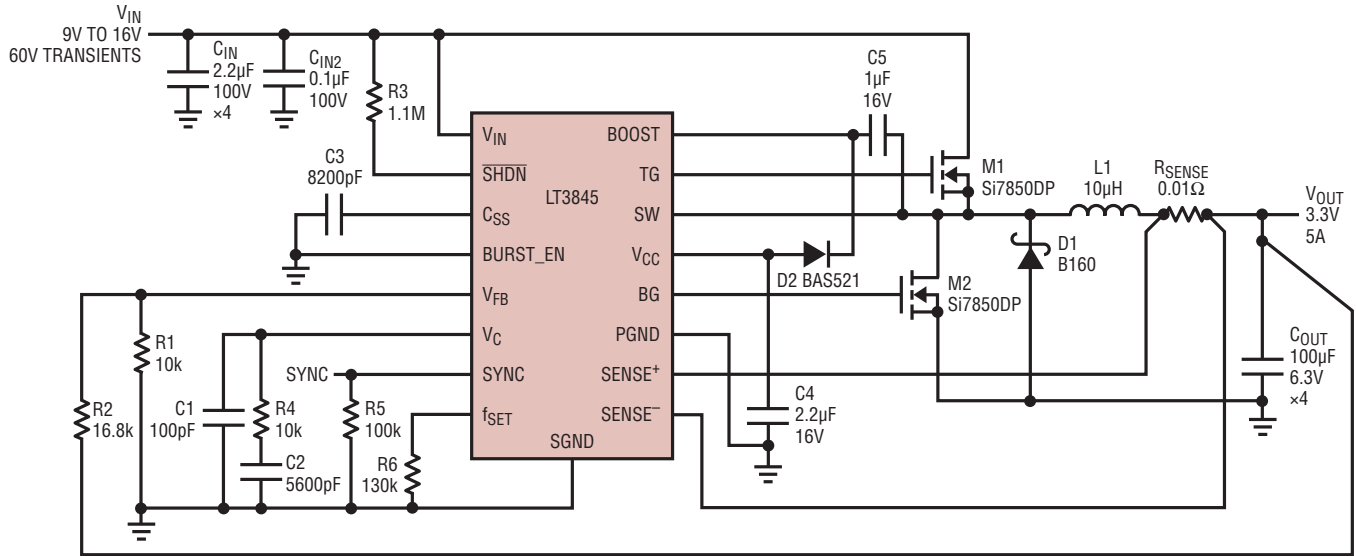 VIN
9V TO 16V
60V TRANSIENTS
CIN
2.2µF
100V
×4
CIN2
0.1µF
100V
R3
1.1M
C3
8200pF
LT3845
VIN
SHDN
CSS
BURST_EN
VFB
VC
SYNC
fSET
SGND
BOOST
TG
SW
VCC
BG
PGND
SENSE+
SENSE–
C5
1µF
16V
M1
Si7850DP
L1
10µH
RSENSE
0.01Ω
VOUT
3.3V
5A
D2 BAS521
D1
B160
M2
Si7850DP
COUT
100µF
6.3V
×4
C4
2.2µF
16V
R1
10k
R2
16.8k
C1
100pF
R4
10k
C2
5600pF
SYNC
R5
100k
R6
130k